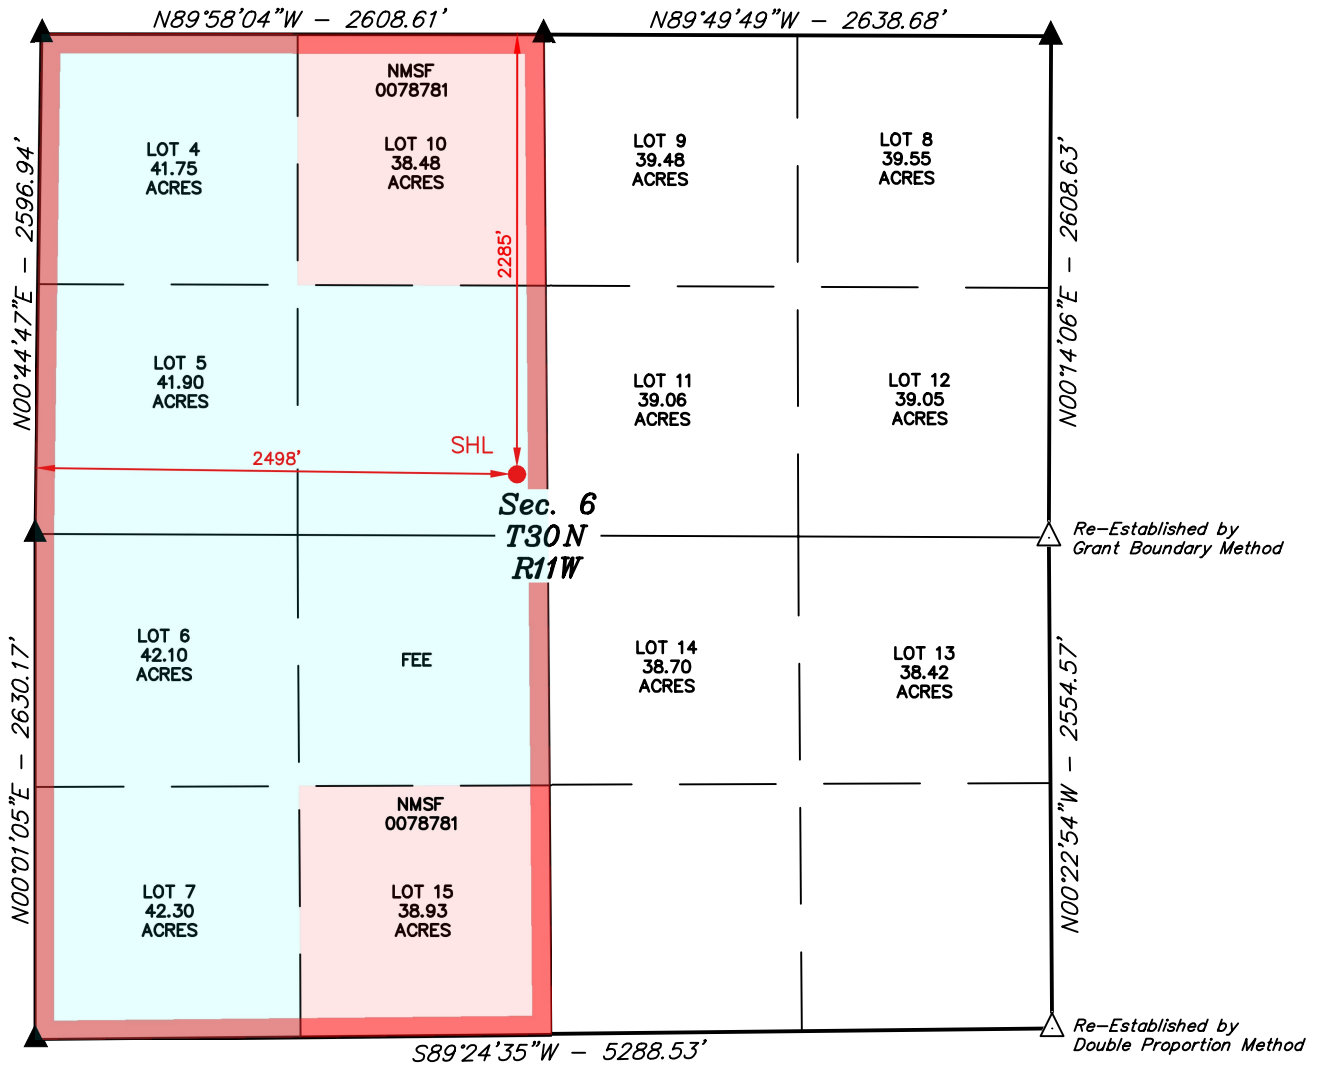 N89°58'04"W - 2608.61'
N89°49'49"W - 2638.68'
N00°44'47"E - 2596.94'
N00°14'06"E - 2608.63'
NMSF
0078781
LOT 4
41.75
ACRES
LOT 10
38.48
ACRES
LOT 9
39.48
ACRES
LOT 8
39.55
ACRES
2285'
LOT 5
41.90
ACRES
LOT 11
39.06
ACRES
LOT 12
39.05
ACRES
SHL
2498'
Sec. 6
T30N
R11W
Re-Established by
Grant Boundary Method
N00°01'05"E - 2630.17'
N00°22'54"W - 2554.57'
LOT 6
42.10
ACRES
FEE
LOT 14
38.70
ACRES
LOT 13
38.42
ACRES
NMSF
0078781
LOT 7
42.30
ACRES
LOT 15
38.93
ACRES
Re-Established by
Double Proportion Method
S89°24'35"W - 5288.53'